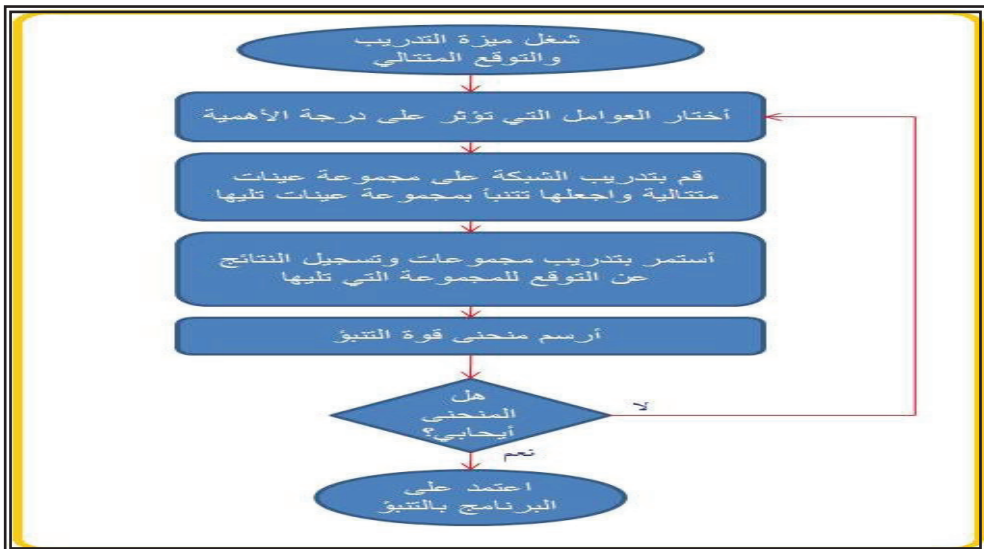 شغل ميزة التدريب
والتوقع المتتالي
أختار العوامل التي تؤثر على درجة الأهمية
قم بتدريب الشبكة على مجموعة عينات
متتالية واجعلها تتنبأ بمجموعة عينات تليها
أستمر بتدريب مجموعات وتسجيل النتائج
عن التوقع للمجموعة التي تليها
أرسم منحنى قوة التنبؤ
هل
المنحنى
أيجابي؟
لا
نعم
اعتمد على
البرنامج بالتنبؤ